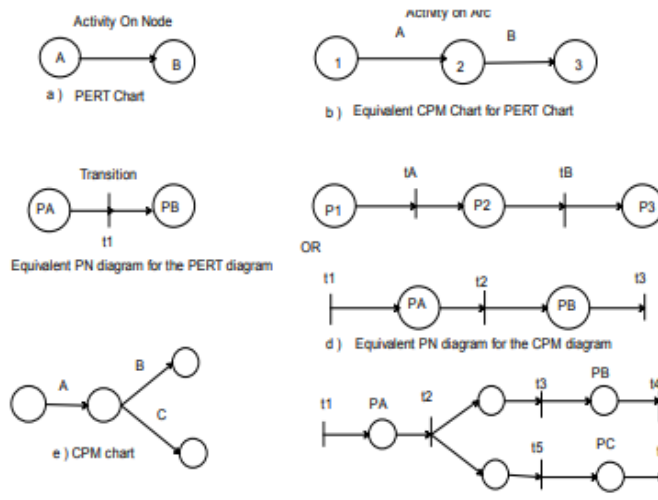 Activity On Node
A
B
a ) PERT Chart
Activity on Arc
A
B
1
2
3
b ) Equivalent CPM Chart for PERT Chart
Transition
PA
PB
t1
Equivalent PN diagram for the PERT diagram
tA
tB
P1
P2
P3
OR
t1
t2
t3
PA
PB
d ) Equivalent PN diagram for the CPM diagram
A
B
C
e ) CPM chart
t1
PA
t2
t3
PB
t4
t5
PC